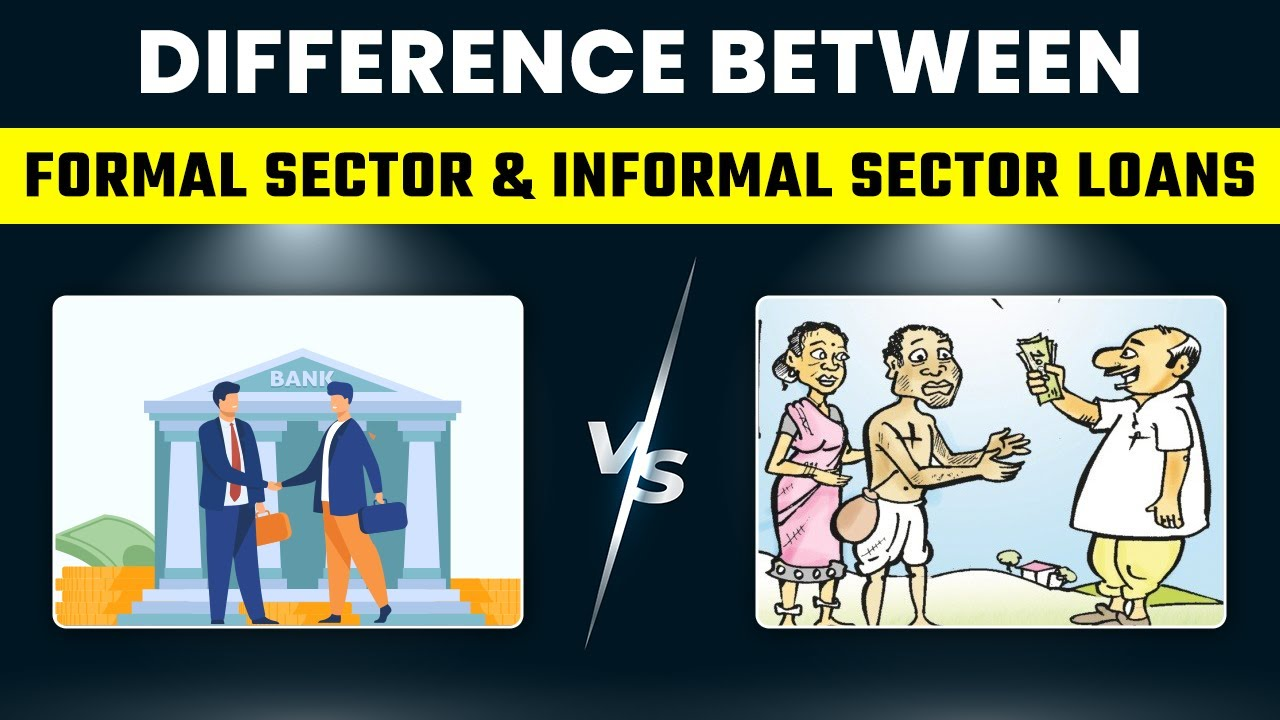 DIFFERENCE BETWEEN
FORMAL SECTOR & INFORMAL SECTOR LOANS
BANK
VS